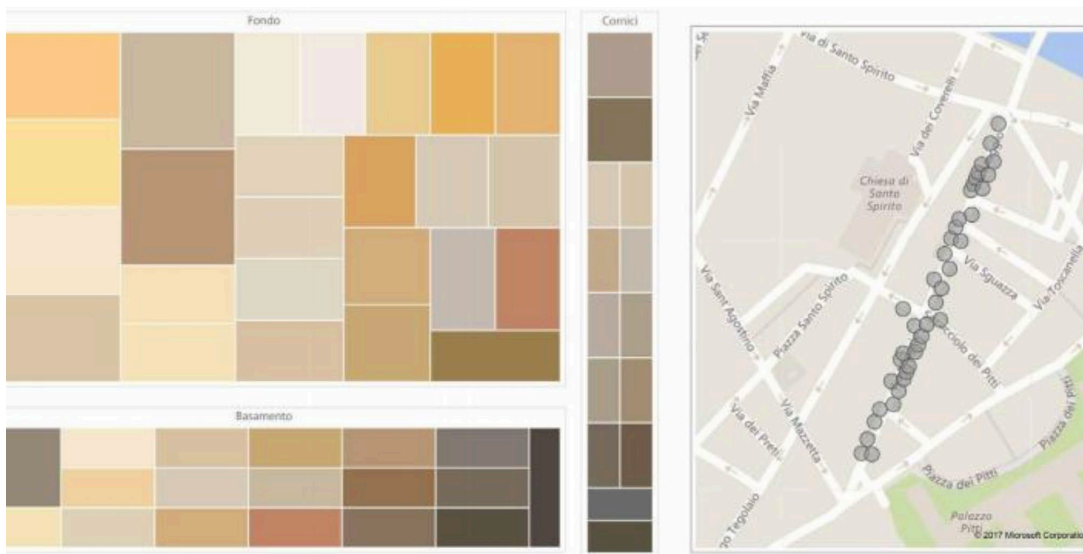 Fondo
Cornici
Basamento
Via di Santo Spirito
Via Maffia
Via dei Coverelli
Chiesa di
Santo
Spirito
Via Sguazza
Via Toscanella
Via Sant'Agostino
Piazza Santo Spirito
dei Pitti
Via dei Preti
Via Mazzetta
Piazza dei Pitti
Piazza dei Pitti
Tegolaio
Palazzo
Pitti
© 2017 Microsoft Corporatio